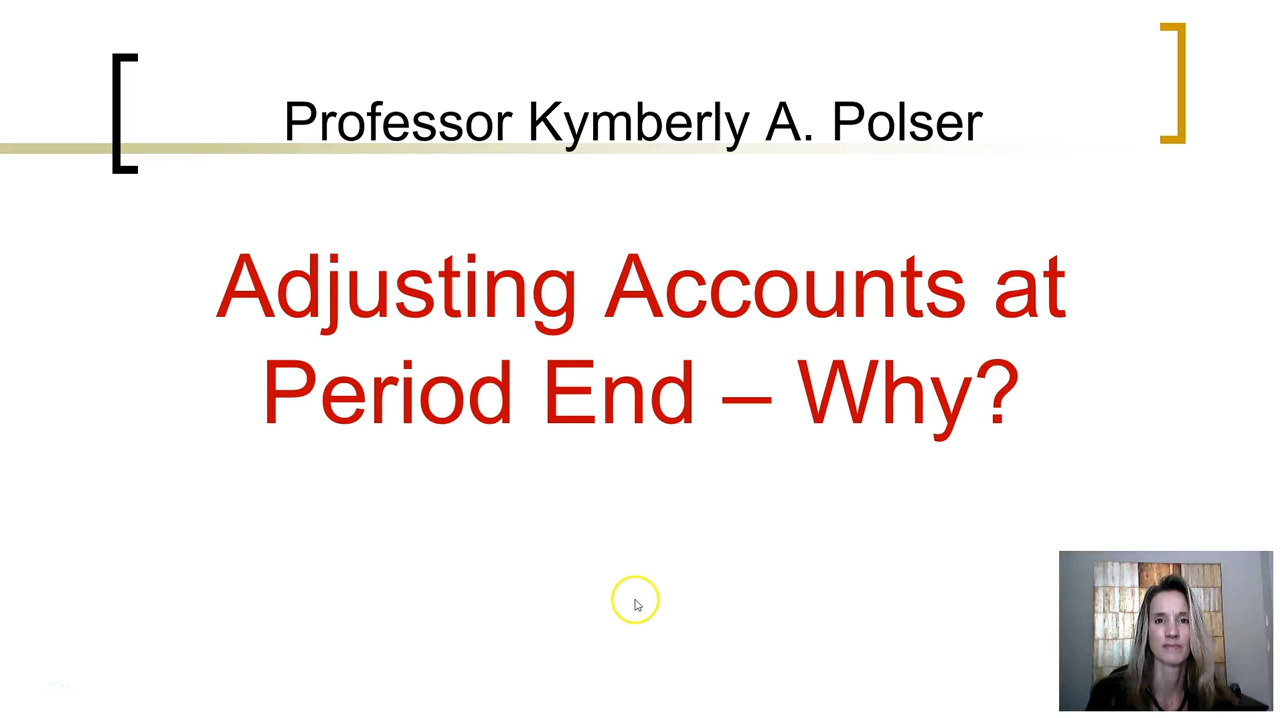 Professor Kymberly A. Polser
Adjusting Accounts at
Period End – Why?